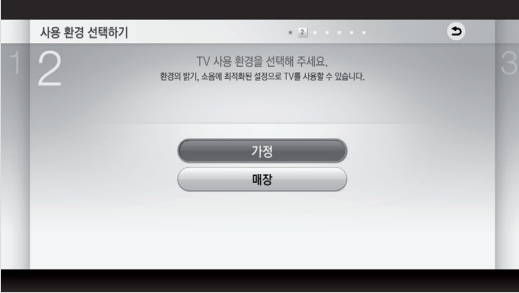 사용 환경 선택하기
2
1
2
3
TV 사용 환경을 선택해 주세요.
환경의 밝기, 소음에 최적화된 설정으로 TV를 사용할 수 있습니다.
가정
매장